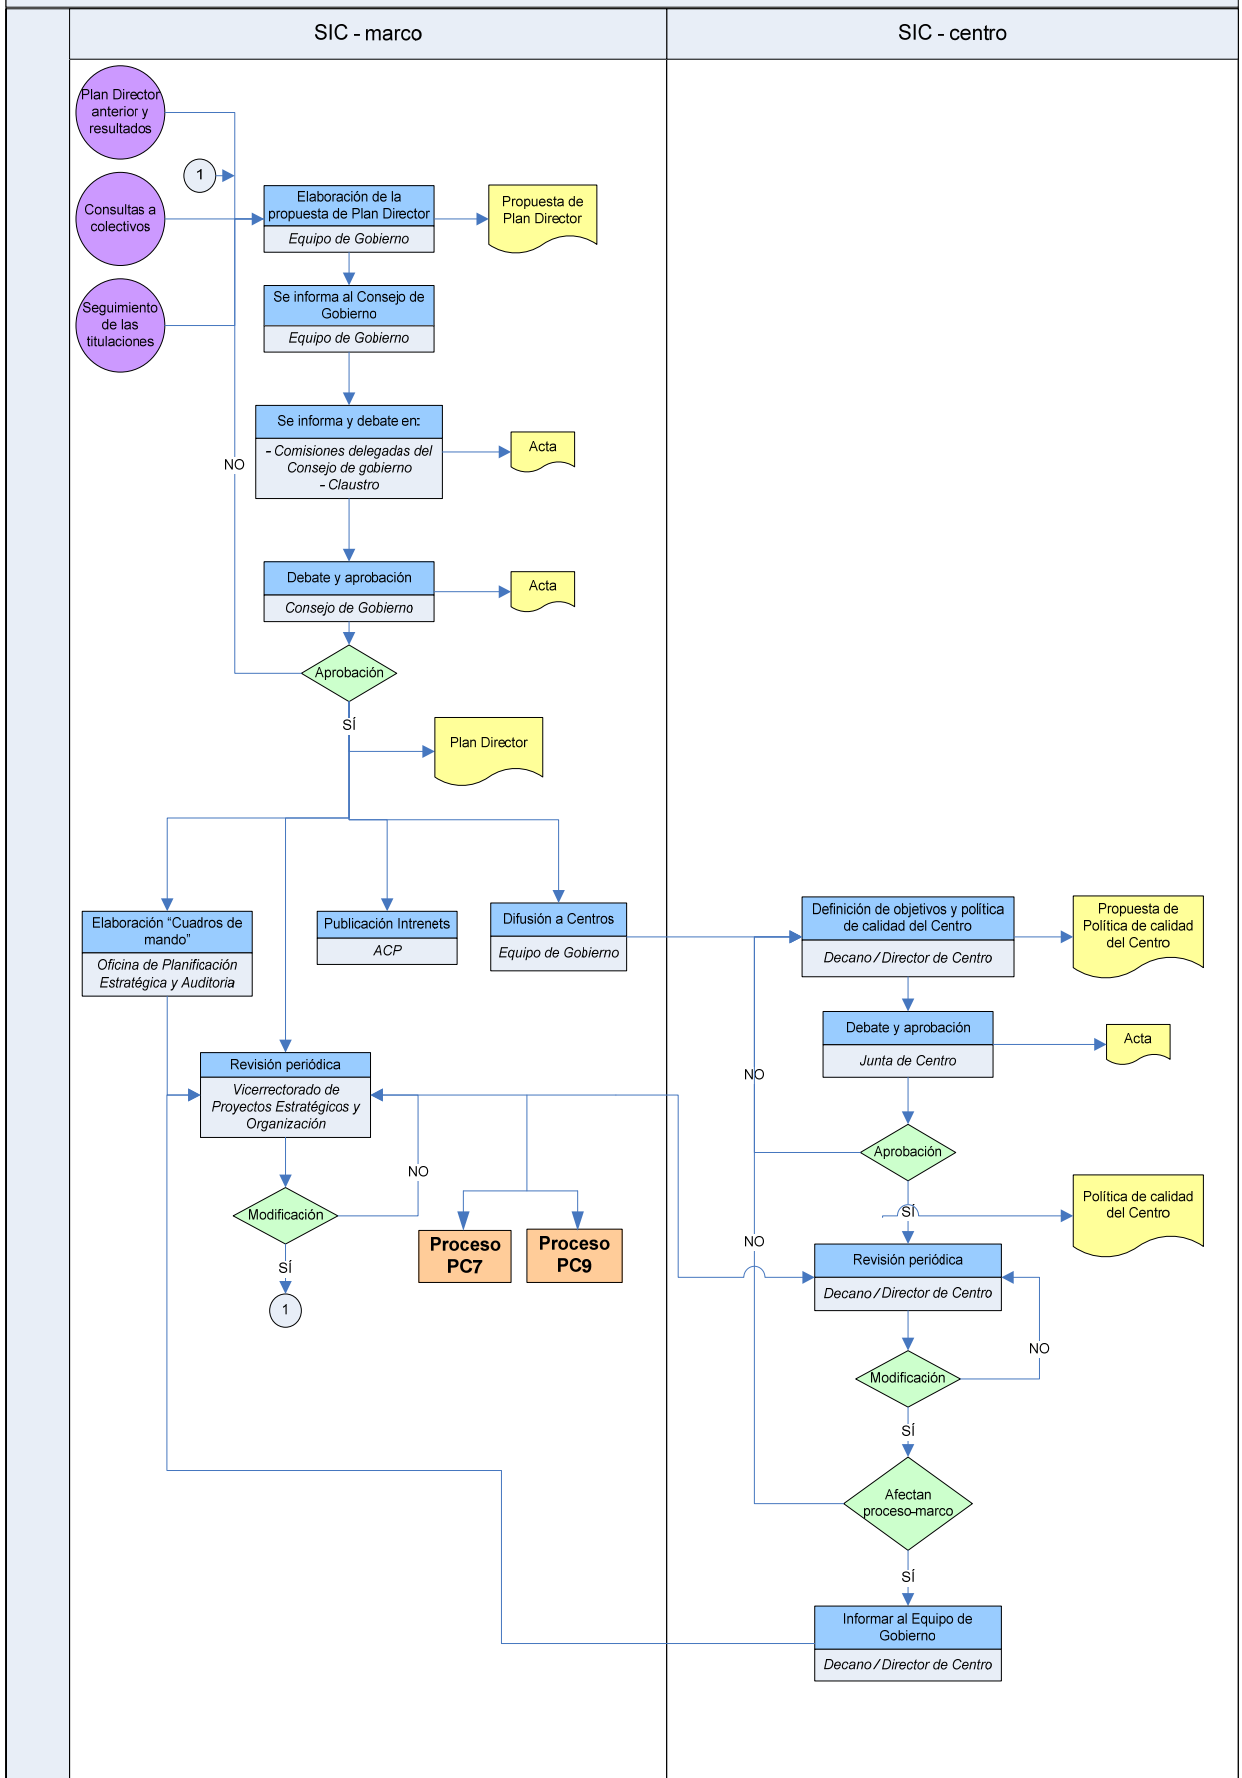 SIC - marco
SIC - centro
Plan Director
anterior y
resultados
1
Consultas a
colectivos
Elaboración de la
propuesta de Plan Director
Equipo de Gobierno
Propuesta de
Plan Director
Seguimiento
de las
titulaciones
Se informa al Consejo de
Gobierno
Equipo de Gobierno
Se informa y debate en:
- Comisiones delegadas del
Consejo de gobierno
- Claustro
Acta
NO
Debate y aprobación
Consejo de Gobierno
Acta
Aprobación
SÍ
Plan Director
Elaboración “Cuadros de
mando”
Oficina de Planificación
Estratégica y Auditoria
Publicación Intrenets
ACP
Difusión a Centros
Equipo de Gobierno
Definición de objetivos y política
de calidad del Centro
Decano / Director de Centro
Propuesta de
Política de calidad
del Centro
Debate y aprobación
Junta de Centro
Acta
Revisión periódica
Vicerrectorado de
Proyectos Estratégicos y
Organización
NO
Aprobación
NO
Modificación
SÍ
1
Proceso
PC7
Proceso
PC9
SÍ
Política de calidad
del Centro
NO
Revisión periódica
Decano / Director de Centro
NO
Modificación
SÍ
Afectan
proceso-marco
SÍ
Informar al Equipo de
Gobierno
Decano / Director de Centro